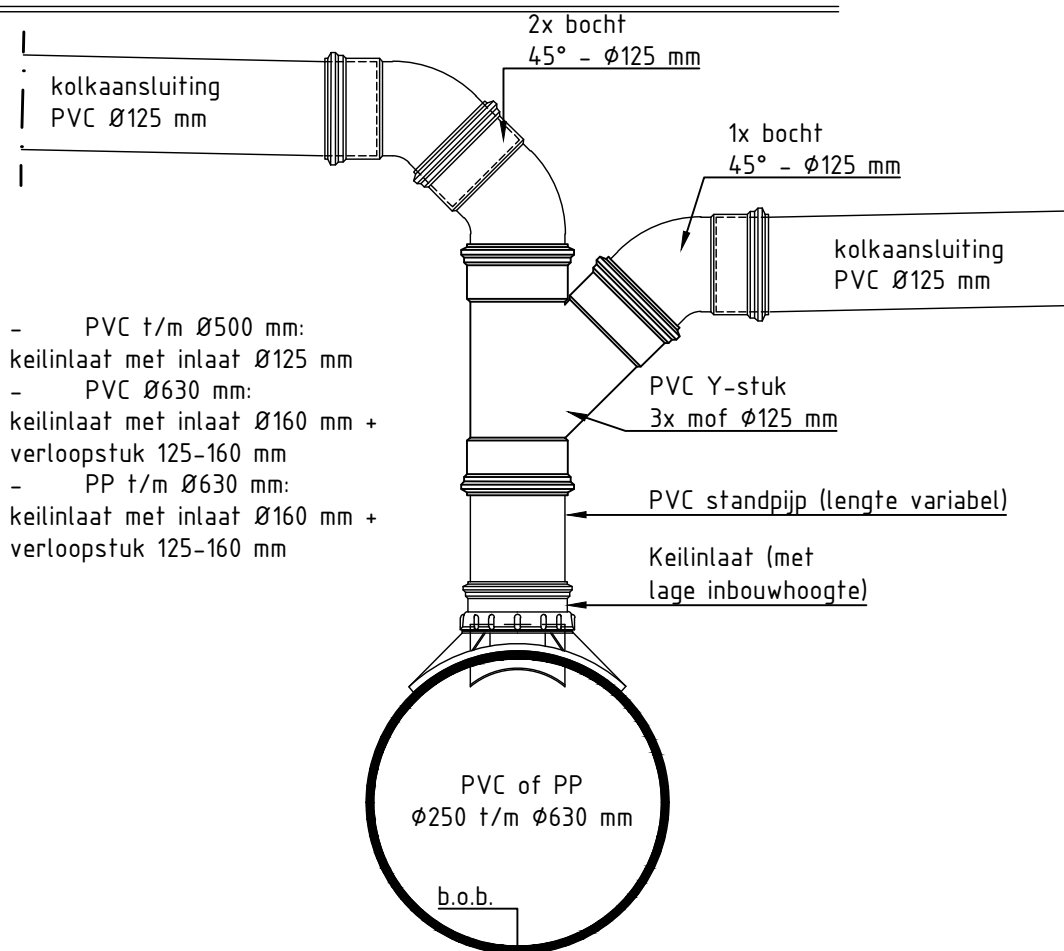 2x bocht
45° - Φ125 mm
kolkaansluiting
PVC Ø125 mm
1x bocht
45° - Φ125 mm
kolkaansluiting
PVC Ø125 mm
- PVC t/m Ø500 mm:
keilinlaat met inlaat Ø125 mm
- PVC Ø630 mm:
keilinlaat met inlaat Ø160 mm +
verloopstuk 125-160 mm
- PP t/m Ø630 mm:
keilinlaat met inlaat Ø160 mm +
verloopstuk 125-160 mm
PVC Y-stuk
3x mof Φ125 mm
PVC standpijp (lengte variabel)
Keilinlaat (met
lage inbouwhoogte)
PVC of PP
Φ250 t/m Φ630 mm
b.o.b.